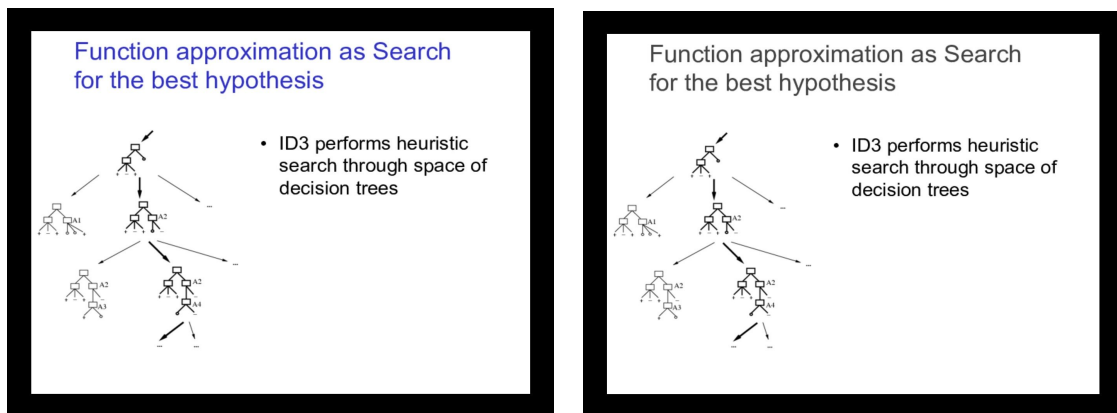 Function approximation as Search
for the best hypothesis
• ID3 performs heuristic
search through space of
decision trees
+ − +
A1
+ − + +
A2
+ − + −
...
A2
+ − + −
A3
+ −
...
A2
+ − + −
A4
−
...
...
Function approximation as Search
for the best hypothesis
• ID3 performs heuristic
search through space of
decision trees
+ − +
A1
+ − + +
A2
+ − + −
...
A2
+ − + −
A3
+ −
...
A2
+ − + −
A4
−
...
...